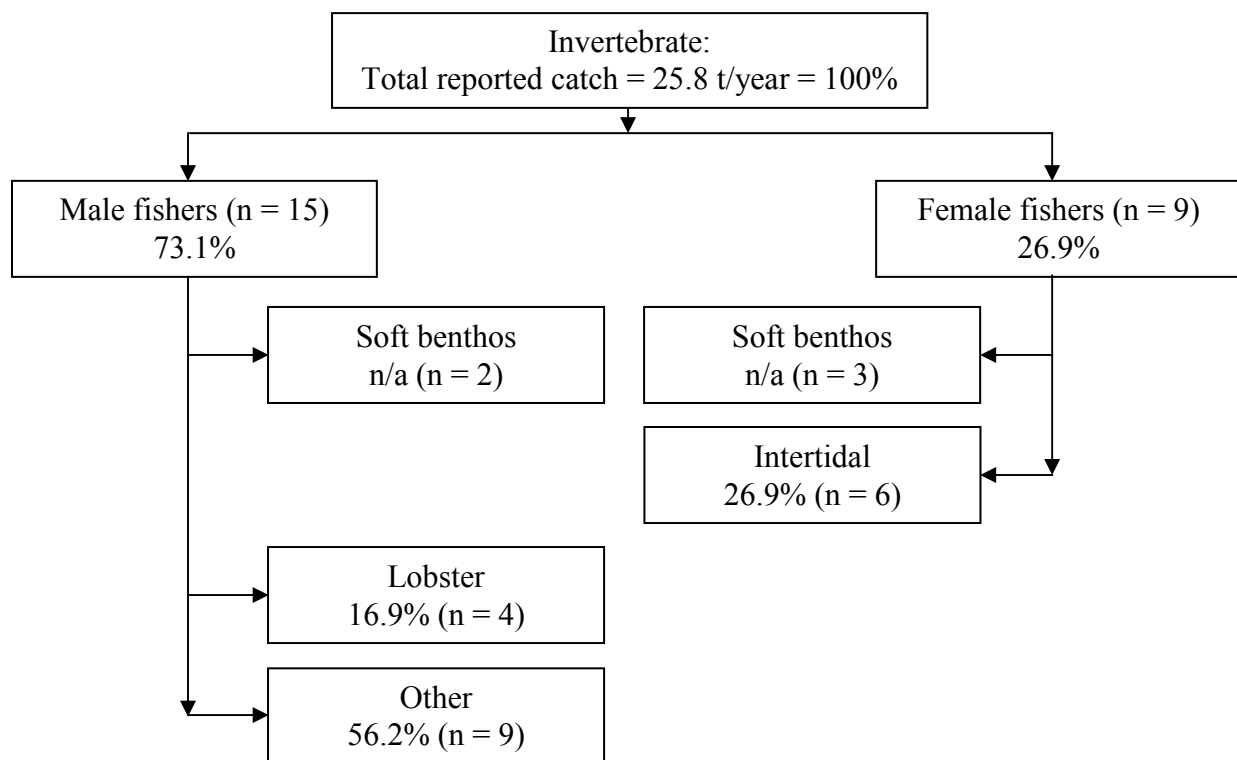 Invertebrate:
Total reported catch = 25.8 t/year = 100%
Male fishers (n = 15)
73.1%
Female fishers (n = 9)
26.9%
Soft benthos
n/a (n = 2)
Soft benthos
n/a (n = 3)
Intertidal
26.9% (n = 6)
Lobster
16.9% (n = 4)
Other
56.2% (n = 9)